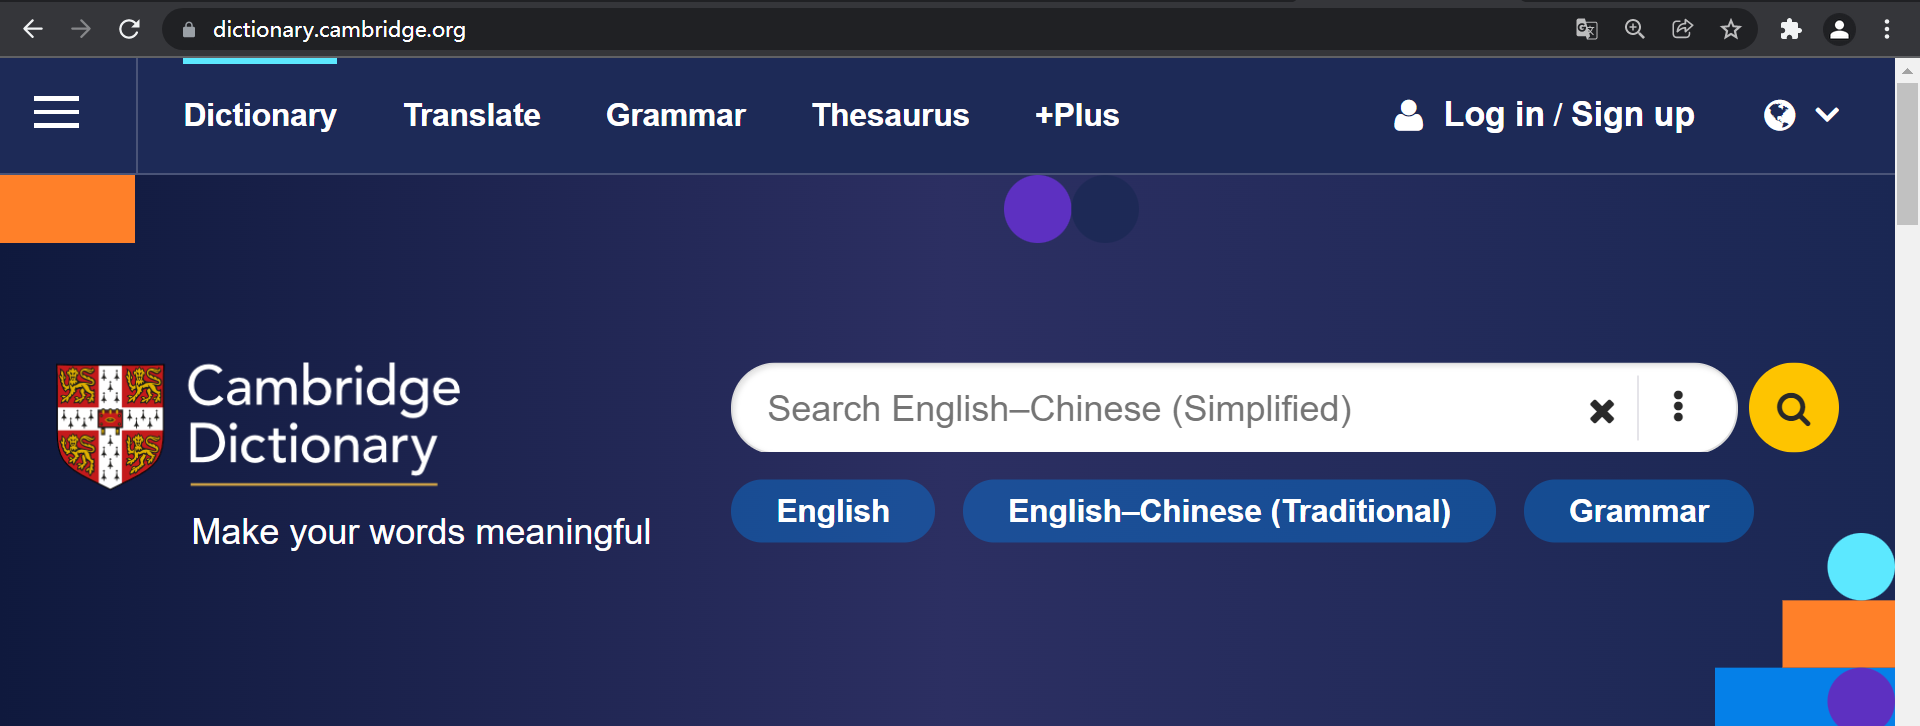 dictionary.cambridge.org
Dictionary Translate Grammar Thesaurus +Plus Log in / Sign up
Cambridge
Dictionary
Make your words meaningful
Search English–Chinese (Simplified)
English English–Chinese (Traditional) Grammar